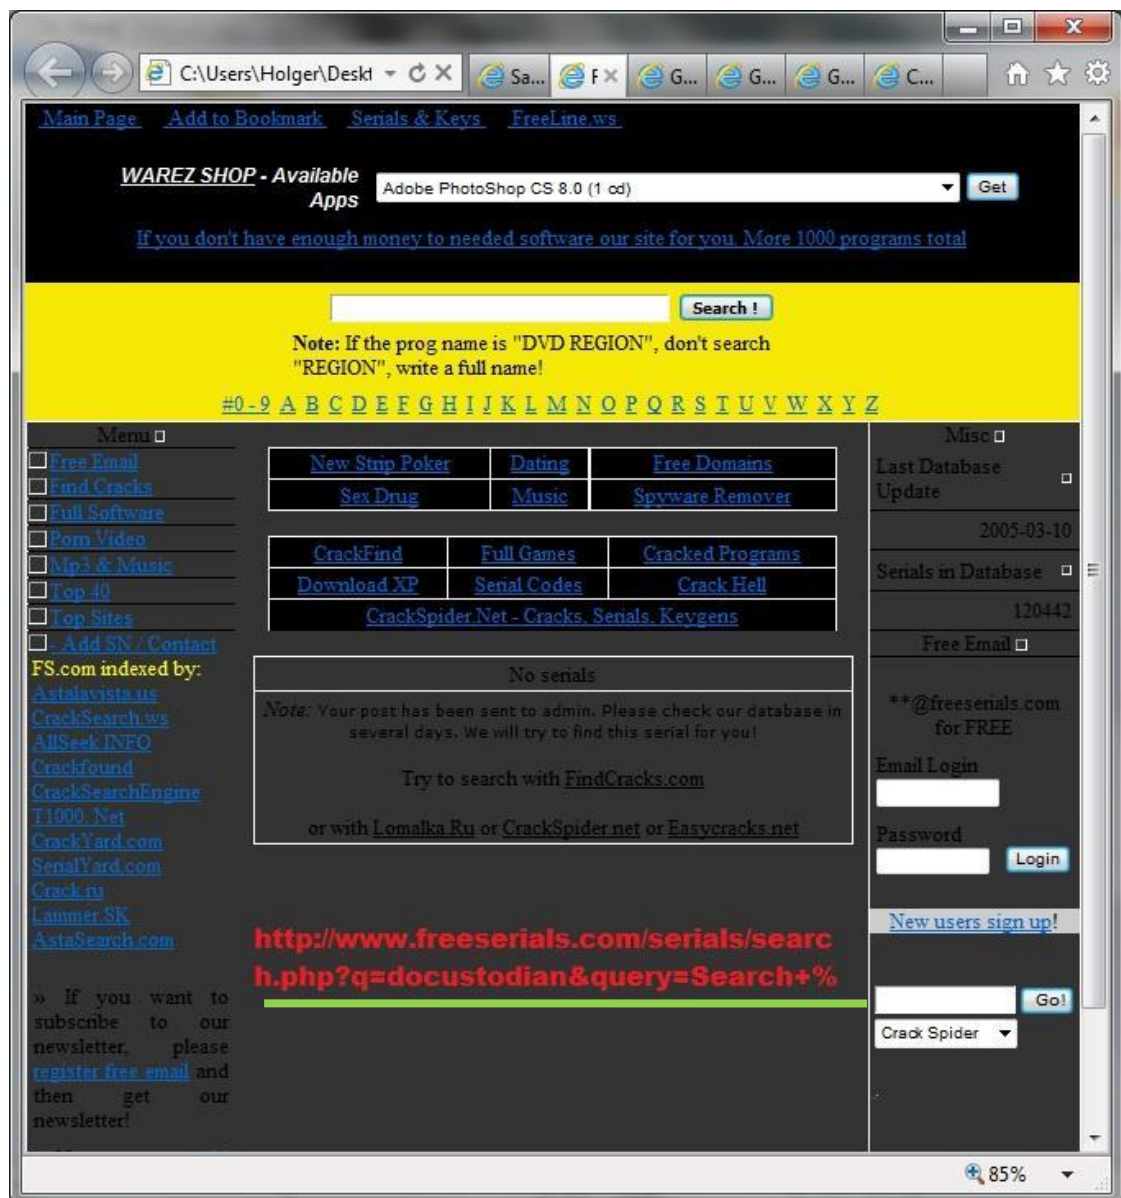 C:\Users\Holger\Deskt
Sa...
F
G...
G...
G...
C...
Main Page Add to Bookmark Serials & Keys FreeLine.ws
WAREZ SHOP - Available
Apps
Adobe PhotoShop CS 8.0 (1 cd)
Get
If you don't have enough money to needed software our site for you. More 1000 programs total
Search !
Note: If the prog name is "DVD REGION", don't search
"REGION", write a full name!
#0 - 9 A B C D E F G H I J K L M N O P Q R S T U V W X Y Z
Menu
Free Email
Find Cracks
Full Software
Porn Video
Mp3 & Music
Top 40
Top Sites
- Add SN / Contact
FS.com indexed by:
Astalavista.us
CrackSearch.ws
AllSeek.INFO
Crackfound
CrackSearchEngine
T1000. Net
CrackYard.com
SerialYard.com
Crack.ru
Lammer.SK
AstaSearch.com
» If you want to
subscribe to our
newsletter, please
register free email and
then get our
newsletter!
New Strip Poker Dating Free Domains
Sex Drug Music Spyware Remover
CrackFind Full Games Cracked Programs
Download XP Serial Codes Crack Hell
CrackSpider.Net - Cracks, Serials, Keygens
No serials
Note: Your post has been sent to admin. Please check our database in
several days. We will try to find this serial for you!
Try to search with FindCracks.com
or with Lomalka.Ru or CrackSpider.net or Easycracks.net
http://www.freeserials.com/serials/searc
h.php?q=docustodian&query=Search+%
Misc
Last Database
Update
2005-03-10
Serials in Database
120442
Free Email
**@freeserials.com
for FREE
Email Login
Password
Login
New users sign up!
Go!
Crack Spider
85%